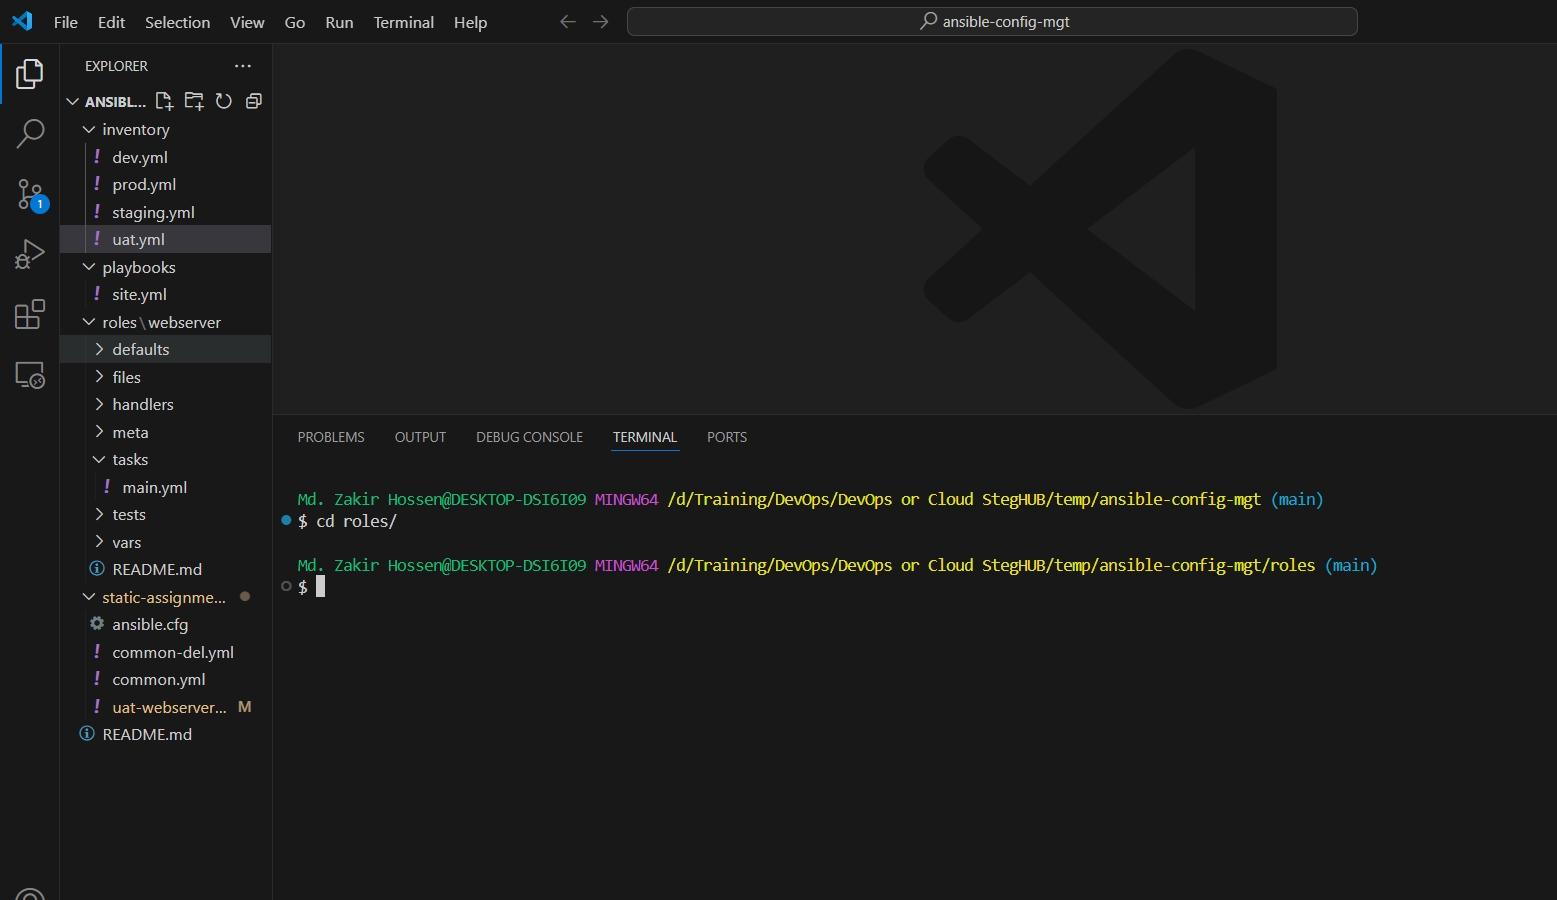 File Edit Selection View Go Run Terminal Help ansible-config-mgt
EXPLORER ...
ANSIBL...
inventory
! dev.yml
! prod.yml
! staging.yml
! uat.yml
playbooks
! site.yml
roles\webserver
defaults
files
handlers
meta
tasks
! main.yml
tests
vars
README.md
static-assignme...
ansible.cfg
! common-del.yml
! common.yml
! uat-webserver... M
README.md
1
PROBLEMS OUTPUT DEBUG CONSOLE TERMINAL PORTS
Md. Zakir Hossen@DESKTOP-DSI6I09 MINGW64 /d/Training/DevOps/DevOps or Cloud StegHUB/temp/ansible-config-mgt (main)
$ cd roles/
Md. Zakir Hossen@DESKTOP-DSI6I09 MINGW64 /d/Training/DevOps/DevOps or Cloud StegHUB/temp/ansible-config-mgt/roles (main)
$